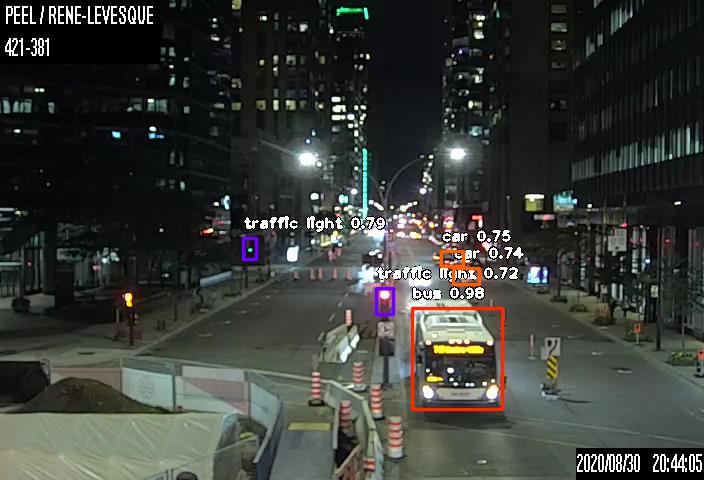 PEEL / RENE-LEVESQUE
421-381
traffic light 0.79
car 0.75
car 0.74
traffic light 0.72
bus 0.98
2020/08/30 20:44:05